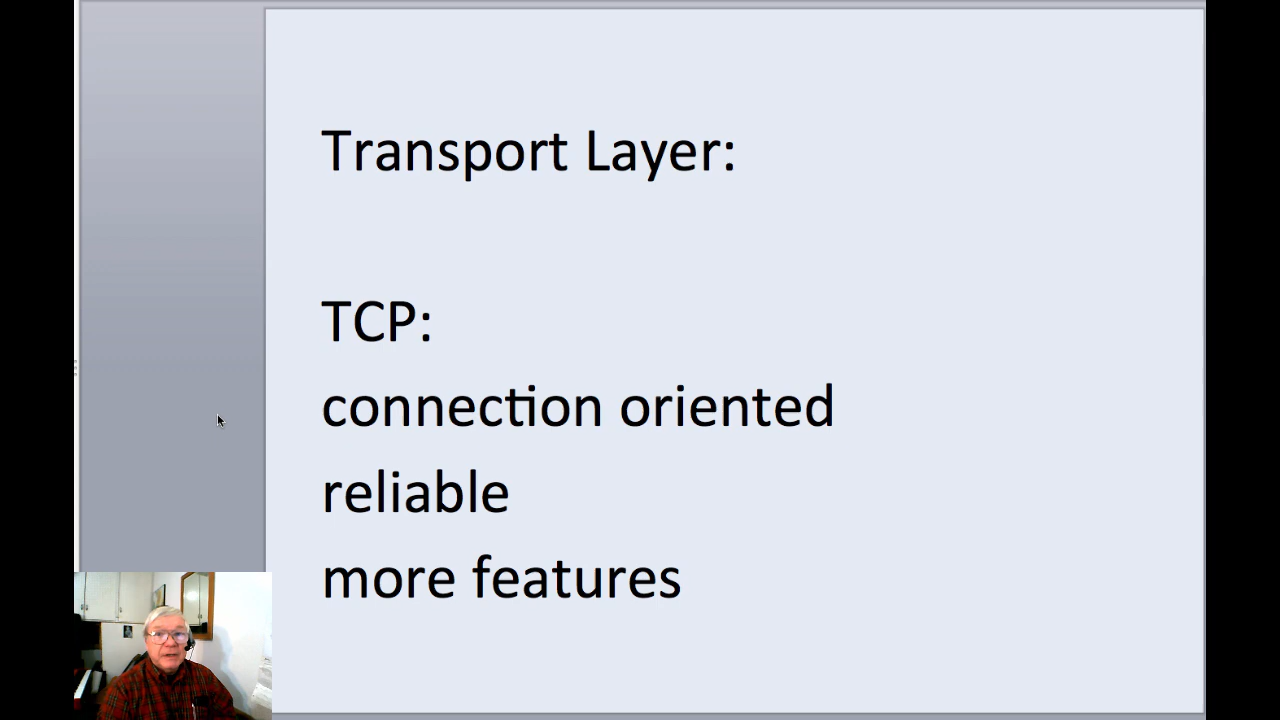 Transport Layer:
TCP:
connection oriented
reliable
more features